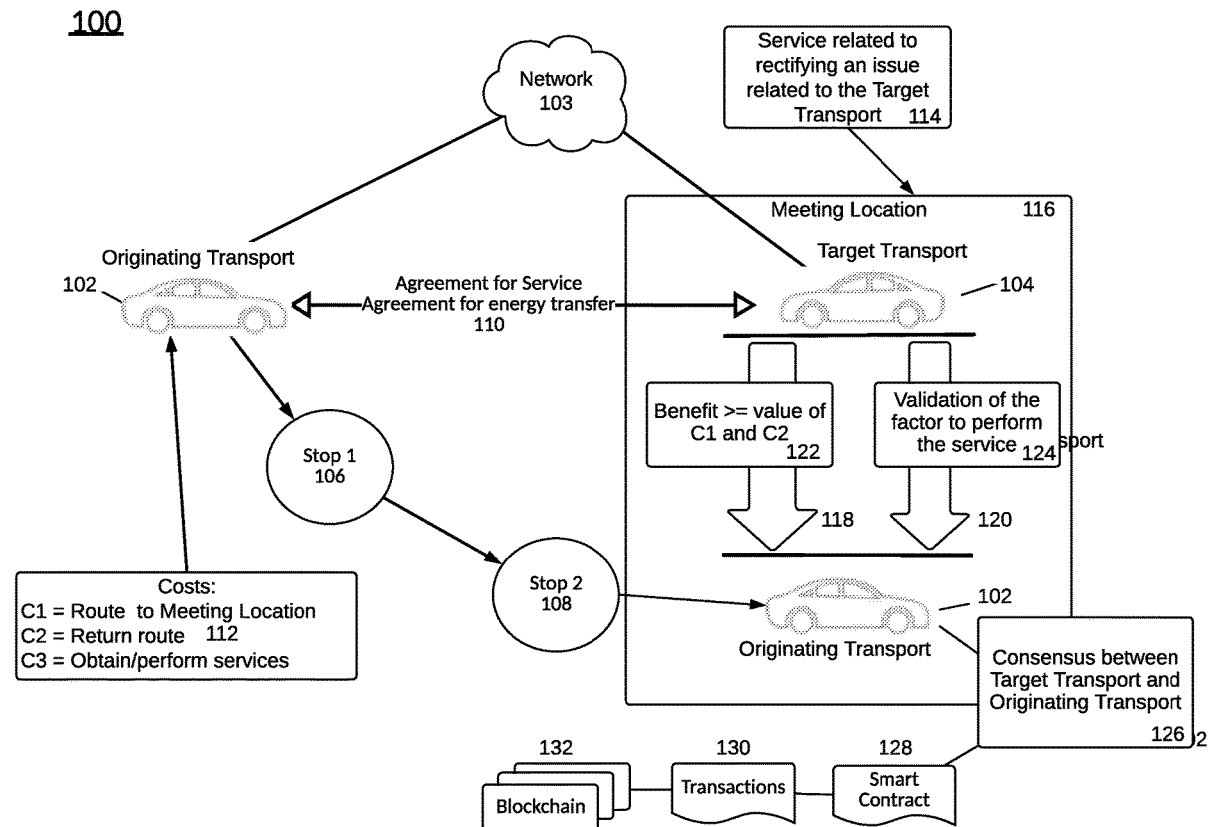 100
Network
103
Service related to
rectifying an issue
related to the Target
Transport
114
Meeting Location
116
Originating Transport
102
Target Transport
104
Agreement for Service
Agreement for energy transfer
110
Benefit >= value of
C1 and C2
122
Validation of the
factor to perform
the service
124
sport
Stop 1
106
118
120
Stop 2
108
102
Originating Transport
Costs:
C1 = Route to Meeting Location
C2 = Return route
112
C3 = Obtain/perform services
Consensus between
Target Transport and
Originating Transport
126
2
132
130
128
Blockchain
Transactions
Smart
Contract